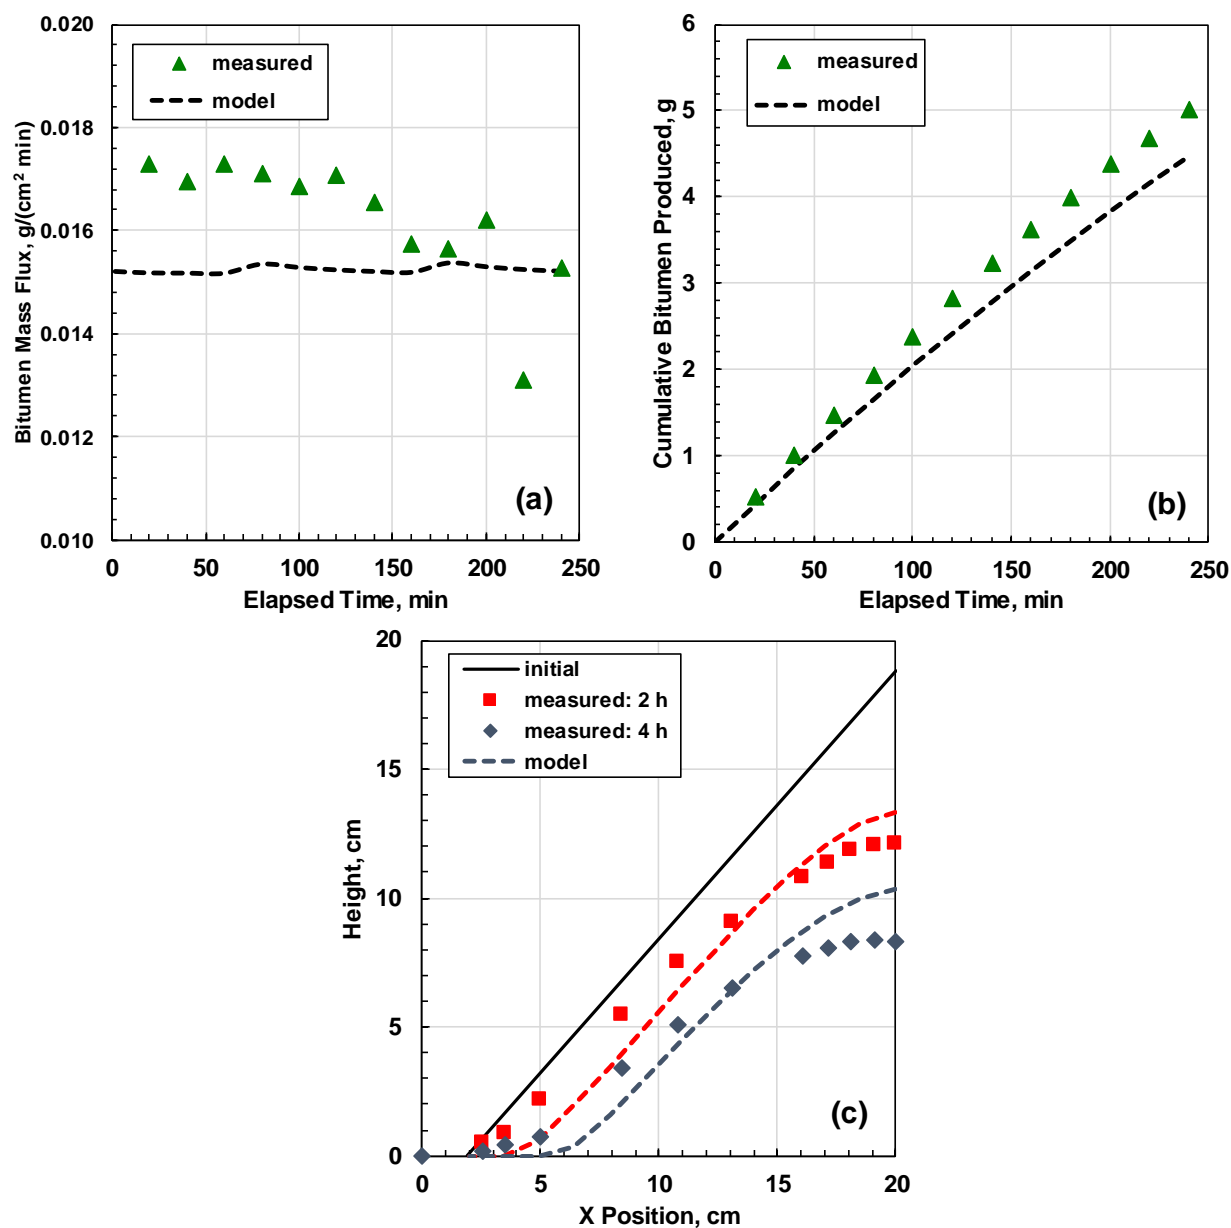 0.020
0.018
0.016
0.014
0.012
0.010
Bitumen Mass Flux, g/(cm² min)
measured
model
(a)
0 50 100 150 200 250
Elapsed Time, min
6
5
4
3
2
1
0
Cumulative Bitumen Produced, g
measured
model
(b)
0 50 100 150 200 250
Elapsed Time, min
20
15
10
5
0
Height, cm
initial
measured: 2 h
measured: 4 h
model
(c)
0 5 10 15 20
X Position, cm